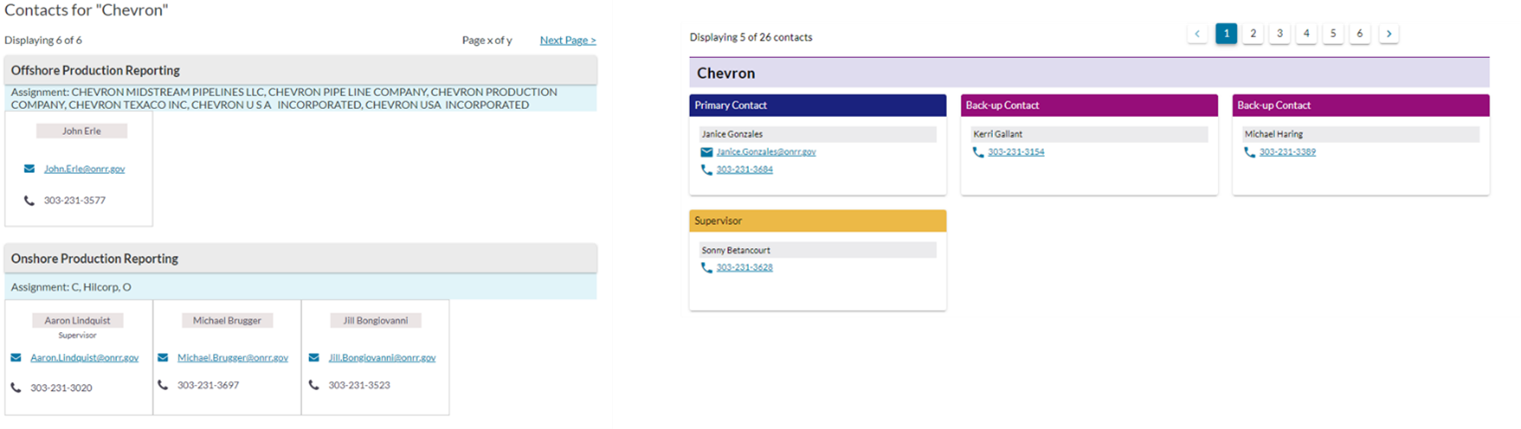 Contacts for "Chevron"
Displaying 6 of 6
Page x of y
Next Page >
Offshore Production Reporting
Assignment: CHEVRON MIDSTREAM PIPELINES LLC, CHEVRON PIPE LINE COMPANY, CHEVRON PRODUCTION
COMPANY, CHEVRON TEXACO INC, CHEVRON U S A INCORPORATED, CHEVRON USA INCORPORATED
John Erle
John.Erle@onrr.gov
303-231-3577
Onshore Production Reporting
Assignment: C, Hilcorp, O
Aaron Lindquist
Supervisor
Aaron.Lindquist@onrr.gov
303-231-3020
Michael Brugger
Michael.Brugger@onrr.gov
303-231-3697
Jill Bongiovanni
Jill.Bongiovanni@onrr.gov
303-231-3523
Displaying 5 of 26 contacts
< 1 2 3 4 5 6 >
Chevron
Primary Contact
Janice Gonzales
Janice.Gonzales@onrr.gov
303-231-3684
Back-up Contact
Kerri Gallant
303-231-3154
Back-up Contact
Michael Haring
303-231-3389
Supervisor
Sonny Betancourt
303-231-3628